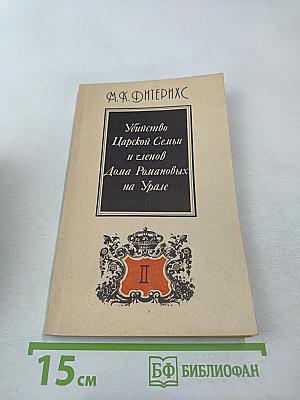 М.К.ДИТЕРИХС
Убийство
Царской Семьи
и членов
Дома Романовых
на Урале
II
15 см
БФ БИБЛИОФАН